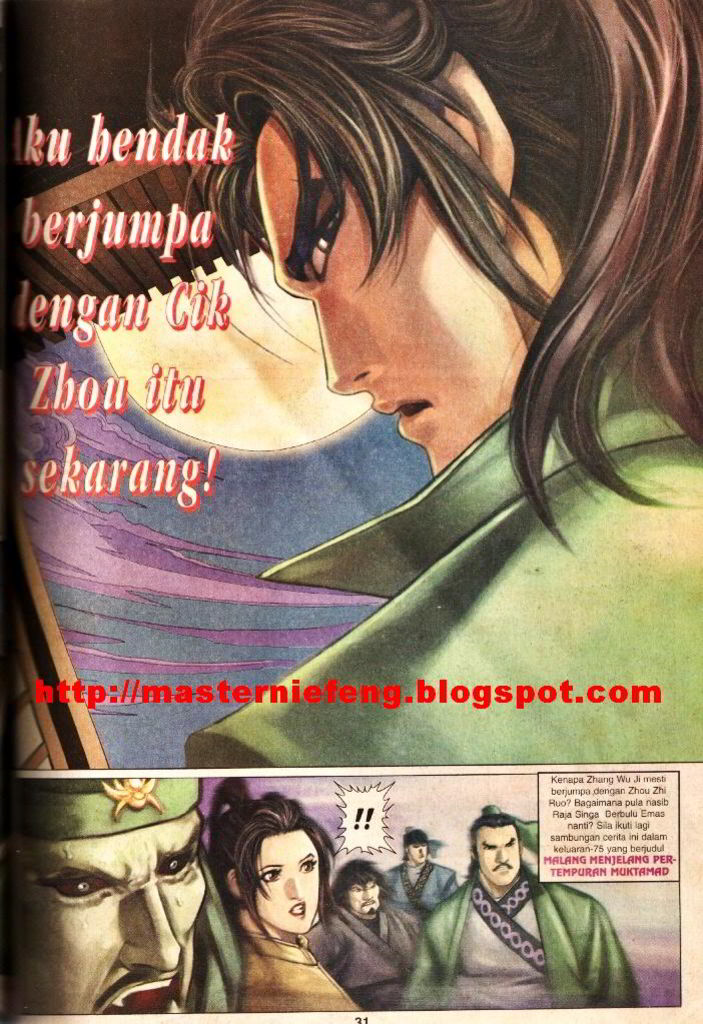 Aku hendak
berjumpa
dengan Cik
Zhou itu
sekarang!
http://masterniefeng.blogspot.com
!!
Kenapa Zhang Wu Ji mesti
berjumpa dengan Zhou Zhi
Ruo? Bagaimana pula nasib
Raja Singa Berbulu Emas
nanti? Sila ikuti lagi
sambungan cerita ini dalam
keluaran-75 yang berjudul
MALANG MENJELANG PER-
TEMPURAN MUKTAMAD
31